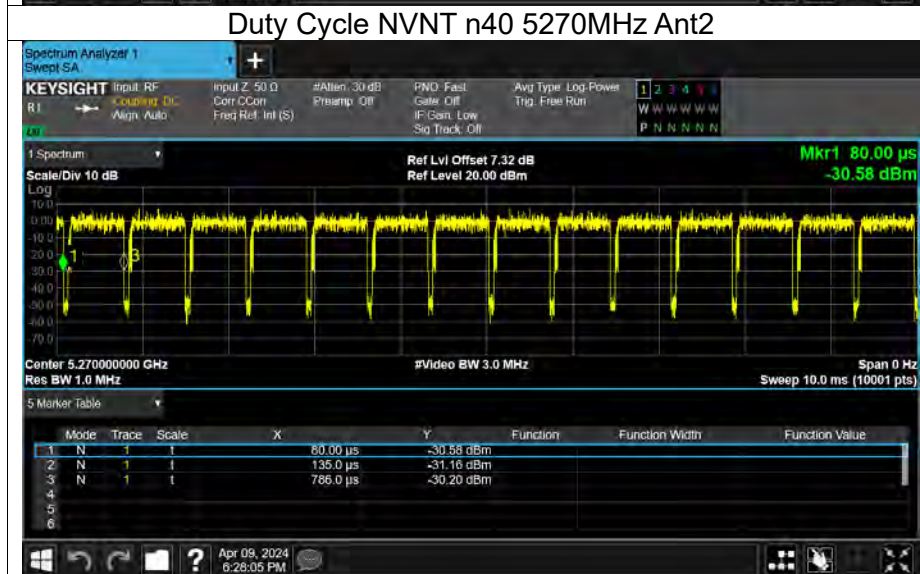 Duty Cycle NVNT n40 5270MHz Ant2
Spectrum Analyzer 1
Swept SA
+
KEYSIGHT Input: RF Input Z: 50 Ω #Atten: 30 dB PNO: Fast Avg Type: Log-Power 1 2 3 4 5 6
Coupling: DC Corr CCorr Preamp: Off Gate: Off Trig: Free Run W W W W W W
Align: Auto Freq Ref: Int (S) IF Gain: Low
Sig Track: Off P N N N N N
1 Spectrum Ref Lvl Offset 7.32 dB Mkr1 80.00 µs
Scale/Div 10 dB Ref Level 20.00 dBm -30.58 dBm
Log
10.0
0.00
-10.0
-20.0
-30.0
-40.0
-50.0
-60.0
-70.0
1 3
Center 5.270000000 GHz #Video BW 3.0 MHz Span 0 Hz
Res BW 1.0 MHz Sweep 10.0 ms (10001 pts)
5 Marker Table
Mode Trace Scale X Y Function Function Width Function Value
1 N 1 t 80.00 µs -30.58 dBm
2 N 1 t 135.0 µs -31.16 dBm
3 N 1 t 786.0 µs -30.20 dBm
4
5
6
? Apr 09, 2024
6:28:05 PM